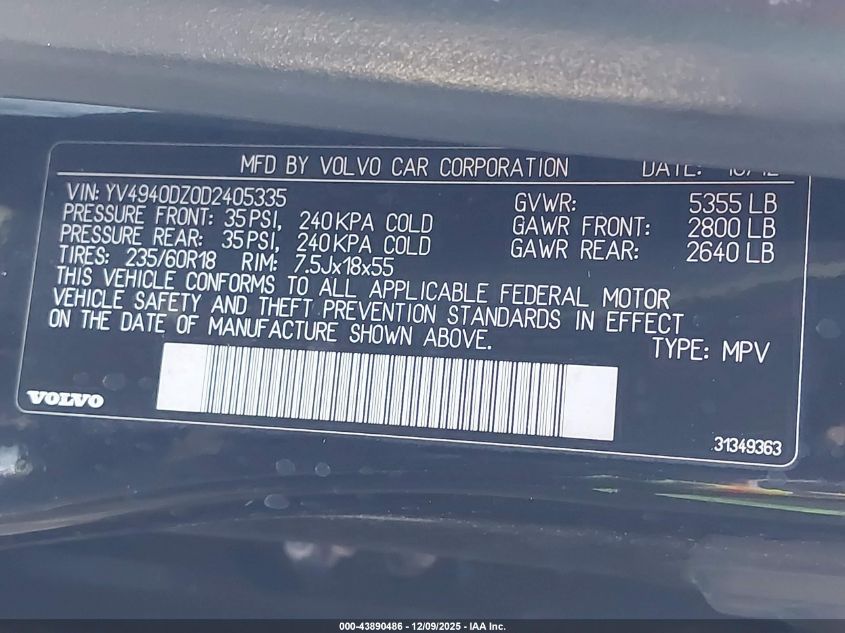 MFD BY VOLVO CAR CORPORATION DATE:
VIN: YV4940DZ0D2405335 GVWR: 5355 LB
PRESSURE FRONT: 35 PSI, 240 KPA COLD GAWR FRONT: 2800 LB
PRESSURE REAR: 35 PSI, 240 KPA COLD GAWR REAR: 2640 LB
TIRES: 235/60R18 RIM: 7.5Jx18x55
THIS VEHICLE CONFORMS TO ALL APPLICABLE FEDERAL MOTOR
VEHICLE SAFETY AND THEFT PREVENTION STANDARDS IN EFFECT
ON THE DATE OF MANUFACTURE SHOWN ABOVE.
TYPE: MPV
VOLVO
31349363
000-43890486 - 12/09/2025 - IAA Inc.